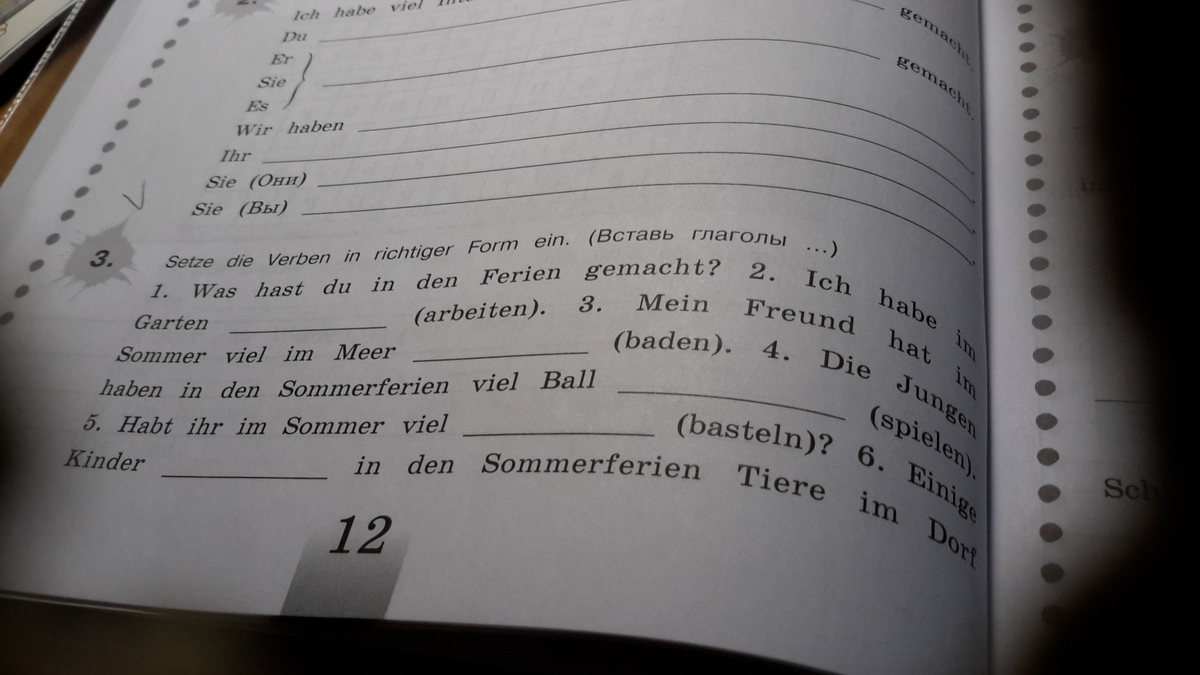 2.
Ich habe viel
Du gemacht.
Er
Sie gemacht.
Es
Wir haben
Ihr
Sie (Они)
Sie (Вы)
3. Setze die Verben in richtiger Form ein. (Вставь глаголы ...)
1. Was hast du in den Ferien gemacht? 2. Ich habe im
Garten (arbeiten). 3. Mein Freund hat im
Sommer viel im Meer (baden). 4. Die Jungen
haben in den Sommerferien viel Ball (spielen).
5. Habt ihr im Sommer viel (basteln)? 6. Einige
Kinder in den Sommerferien Tiere im Dorf
12